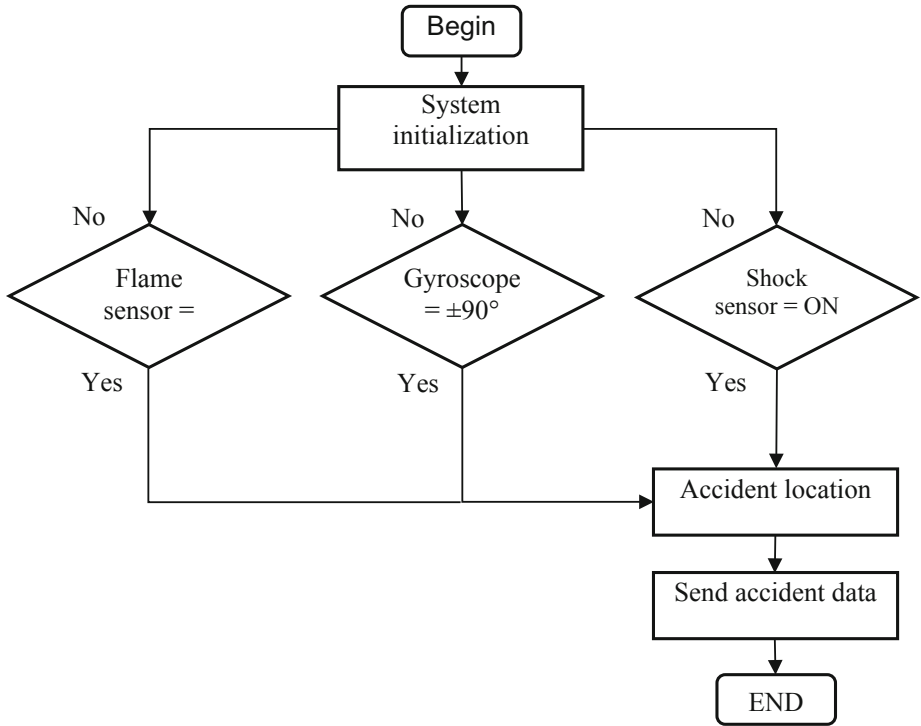 Begin
System
initialization
No
No
No
Flame
sensor =
Gyroscope
= ±90°
Shock
sensor = ON
Yes
Yes
Yes
Accident location
Send accident data
END